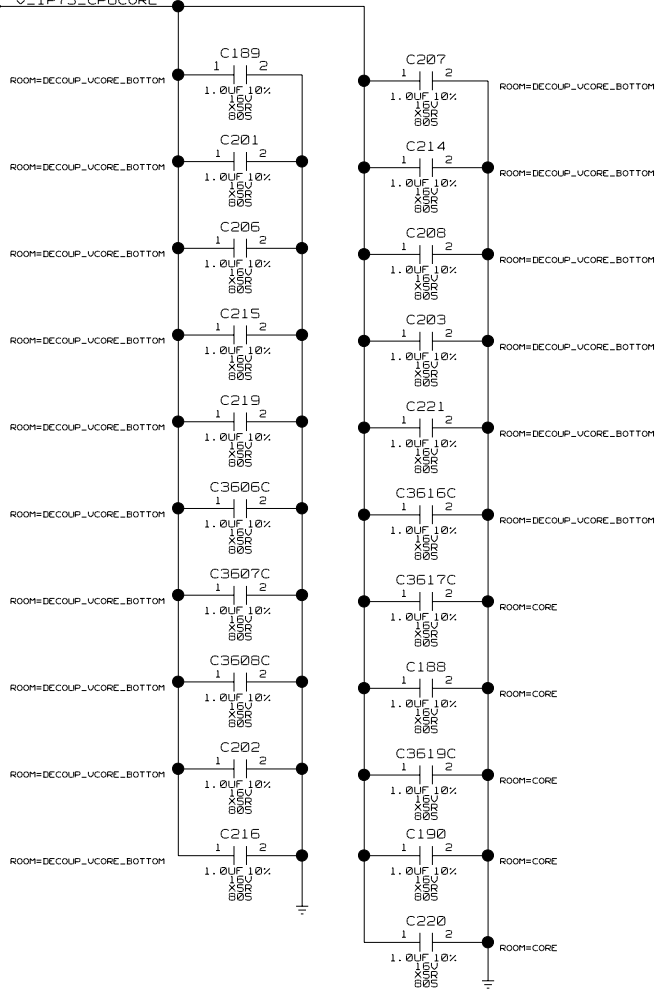 V_1P75_CPUCORE
C189
1 2
ROOM=DECOUP_VCORE_BOTTOM
1.0UF 10%
16V
X5R
805
C201
1 2
ROOM=DECOUP_VCORE_BOTTOM
1.0UF 10%
16V
X5R
805
C206
1 2
ROOM=DECOUP_VCORE_BOTTOM
1.0UF 10%
16V
X5R
805
C215
1 2
ROOM=DECOUP_VCORE_BOTTOM
1.0UF 10%
16V
X5R
805
C219
1 2
ROOM=DECOUP_VCORE_BOTTOM
1.0UF 10%
16V
X5R
805
C3606C
1 2
ROOM=DECOUP_VCORE_BOTTOM
1.0UF 10%
16V
X5R
805
C3607C
1 2
ROOM=DECOUP_VCORE_BOTTOM
1.0UF 10%
16V
X5R
805
C3608C
1 2
ROOM=DECOUP_VCORE_BOTTOM
1.0UF 10%
16V
X5R
805
C202
1 2
ROOM=DECOUP_VCORE_BOTTOM
1.0UF 10%
16V
X5R
805
C216
1 2
ROOM=DECOUP_VCORE_BOTTOM
1.0UF 10%
16V
X5R
805
C207
1 2
ROOM=DECOUP_VCORE_BOTTOM
1.0UF 10%
16V
X5R
805
C214
1 2
ROOM=DECOUP_VCORE_BOTTOM
1.0UF 10%
16V
X5R
805
C208
1 2
ROOM=DECOUP_VCORE_BOTTOM
1.0UF 10%
16V
X5R
805
C203
1 2
ROOM=DECOUP_VCORE_BOTTOM
1.0UF 10%
16V
X5R
805
C221
1 2
ROOM=DECOUP_VCORE_BOTTOM
1.0UF 10%
16V
X5R
805
C3616C
1 2
ROOM=DECOUP_VCORE_BOTTOM
1.0UF 10%
16V
X5R
805
C3617C
1 2
ROOM=CORE
1.0UF 10%
16V
X5R
805
C188
1 2
ROOM=CORE
1.0UF 10%
16V
X5R
805
C3619C
1 2
ROOM=CORE
1.0UF 10%
16V
X5R
805
C190
1 2
ROOM=CORE
1.0UF 10%
16V
X5R
805
C220
1 2
ROOM=CORE
1.0UF 10%
16V
X5R
805